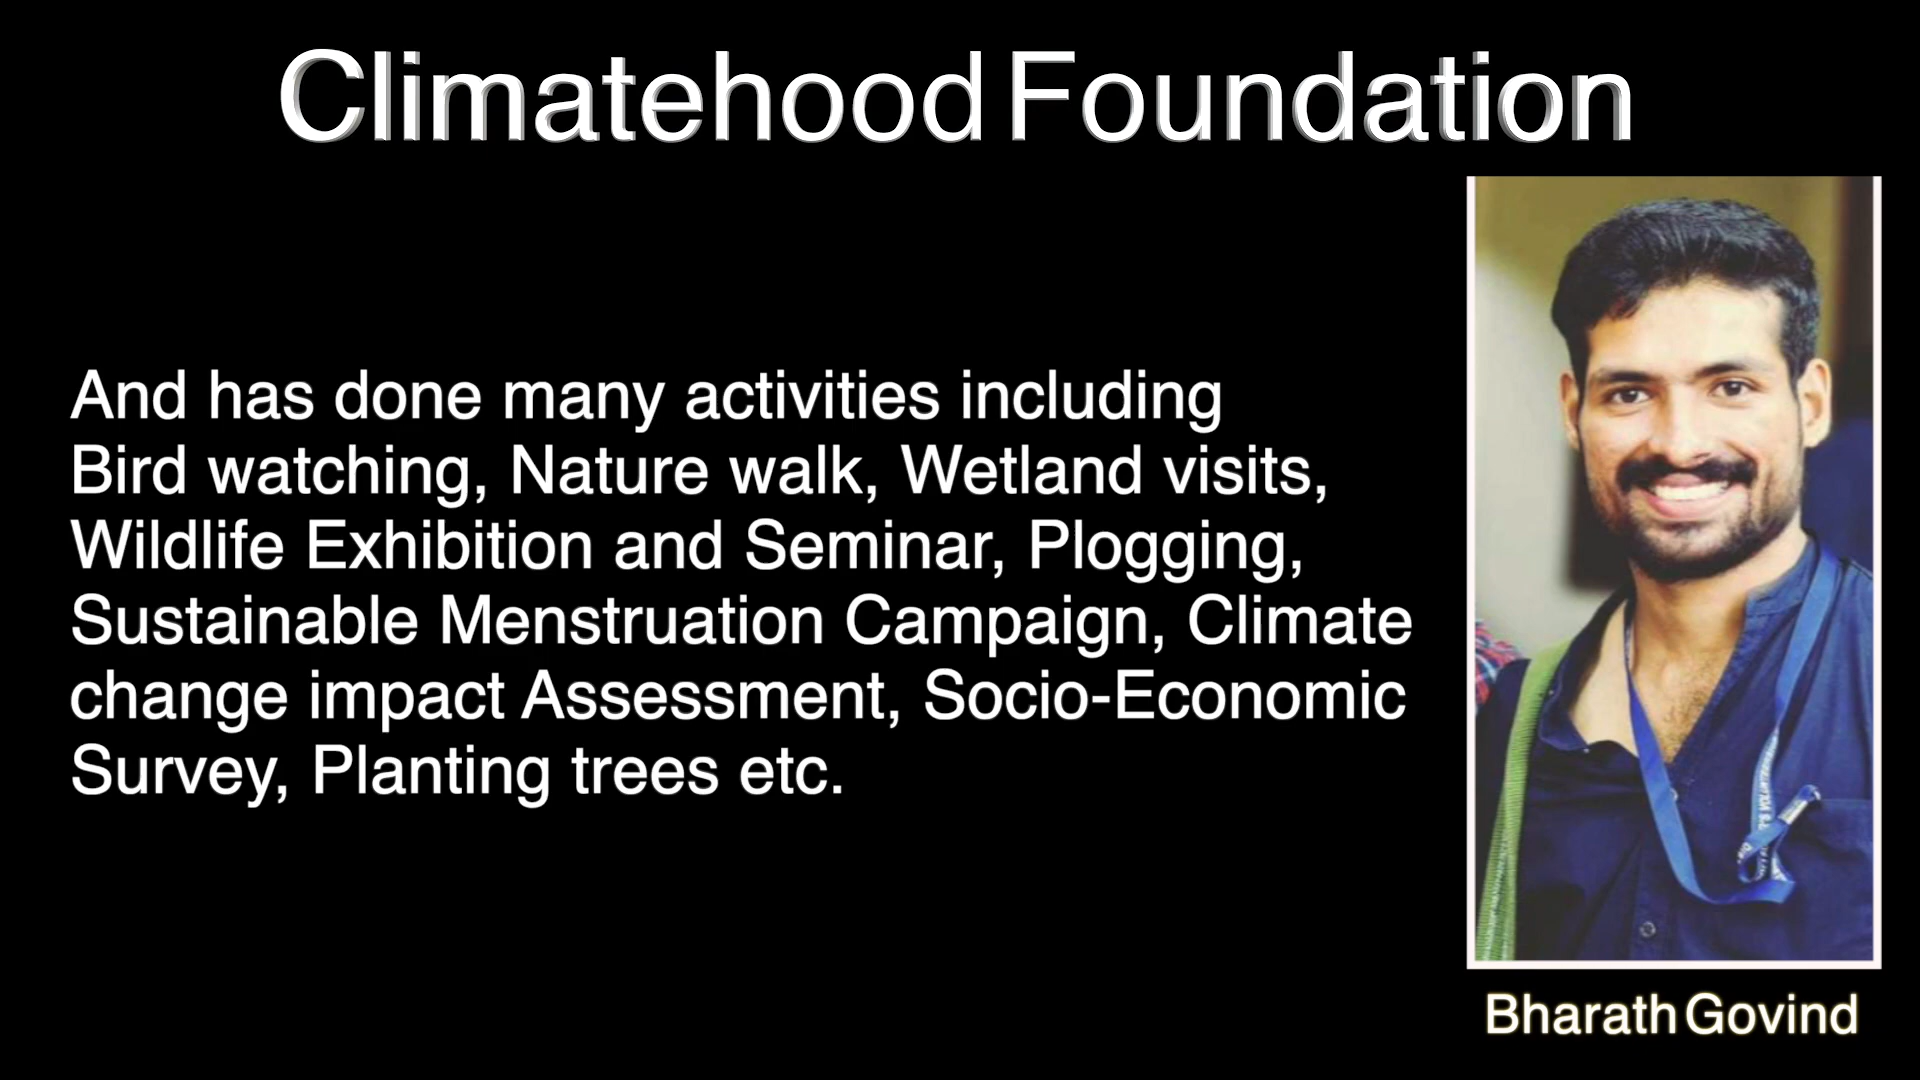 Climatehood Foundation
And has done many activities including
Bird watching, Nature walk, Wetland visits,
Wildlife Exhibition and Seminar, Plogging,
Sustainable Menstruation Campaign, Climate
change impact Assessment, Socio-Economic
Survey, Planting trees etc.
Bharath Govind